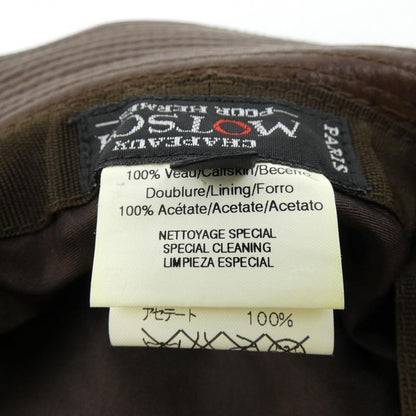 CHAPEAUX
MOTSCH
POUR HERMÈS
PARIS
100% Veau/Calfskin/Becerro
Doublure/Lining/Forro
100% Acétate/Acetate/Acetato
NETTOYAGE SPECIAL
SPECIAL CLEANING
LIMPIEZA ESPECIAL
アセテート 100%